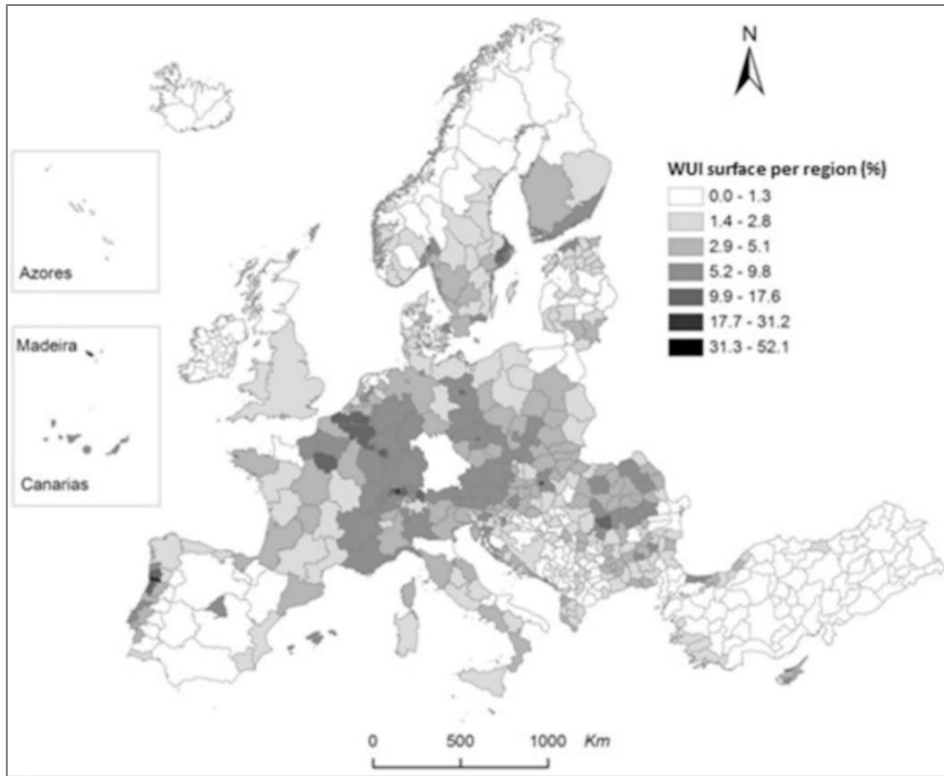 N
WUI surface per region (%)
0.0 - 1.3
1.4 - 2.8
2.9 - 5.1
5.2 - 9.8
9.9 - 17.6
17.7 - 31.2
31.3 - 52.1
Azores
Madeira
Canarias
0 500 1000 Km